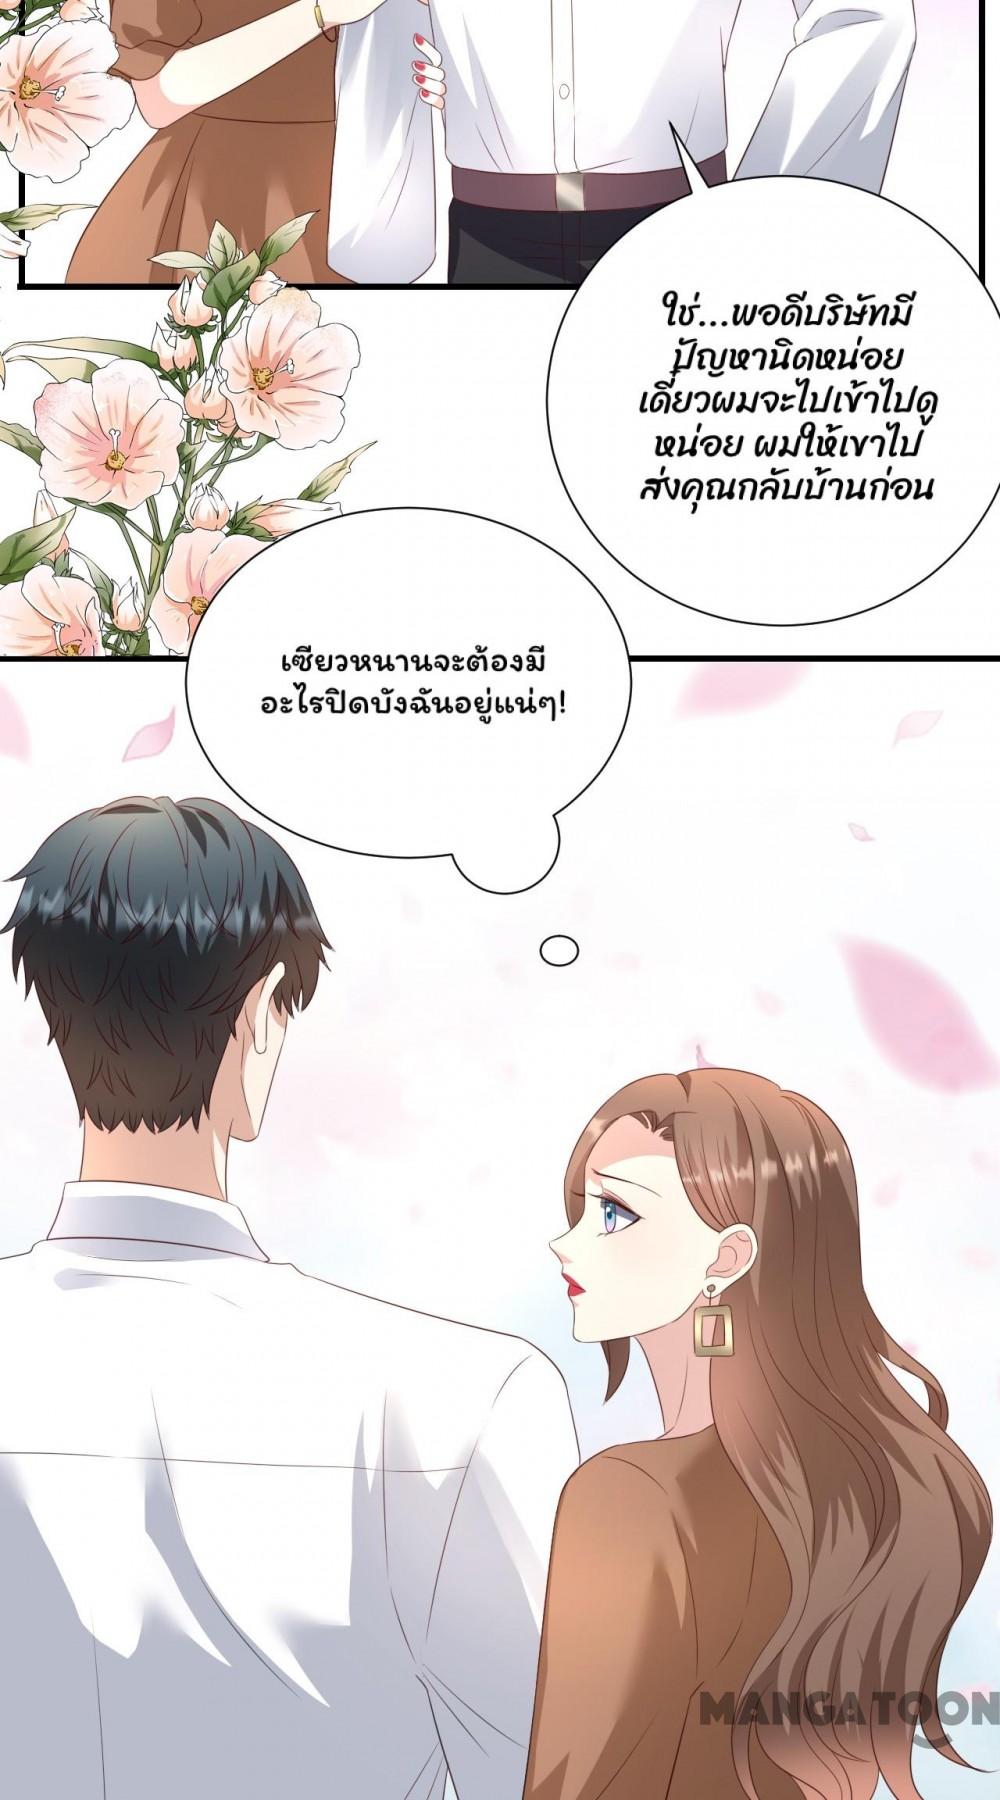 ใช่...พอดีบริษัทมี
ปัญหานิดหน่อย
เดี๋ยวผมจะไปเข้าไปดู
หน่อย ผมให้เขาไป
ส่งคุณกลับบ้านก่อน
เซียวหนานจะต้องมี
อะไรปิดบังฉันอยู่แน่ๆ!
MANGATOON